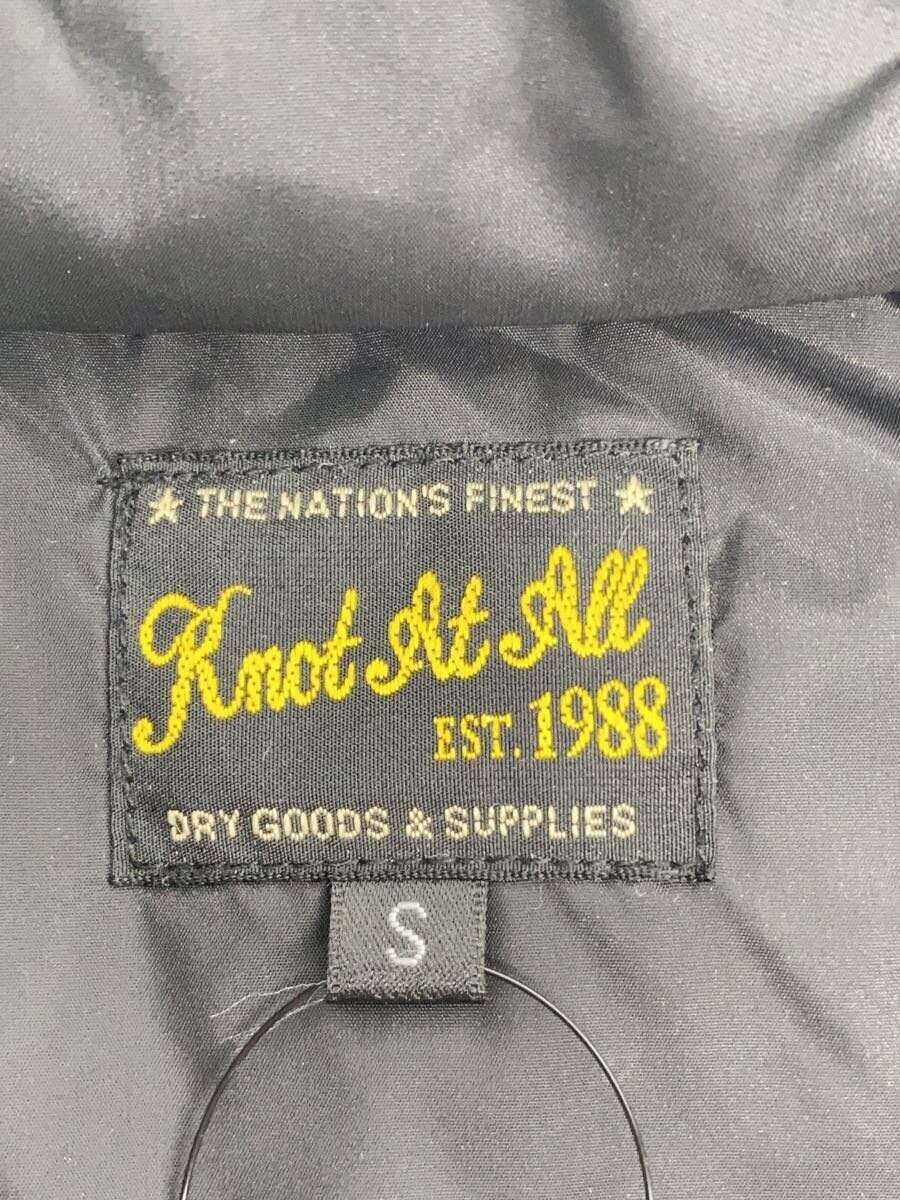 ★ THE NATION'S FINEST ★
Knot At All
EST. 1988
DRY GOODS & SUPPLIES
S